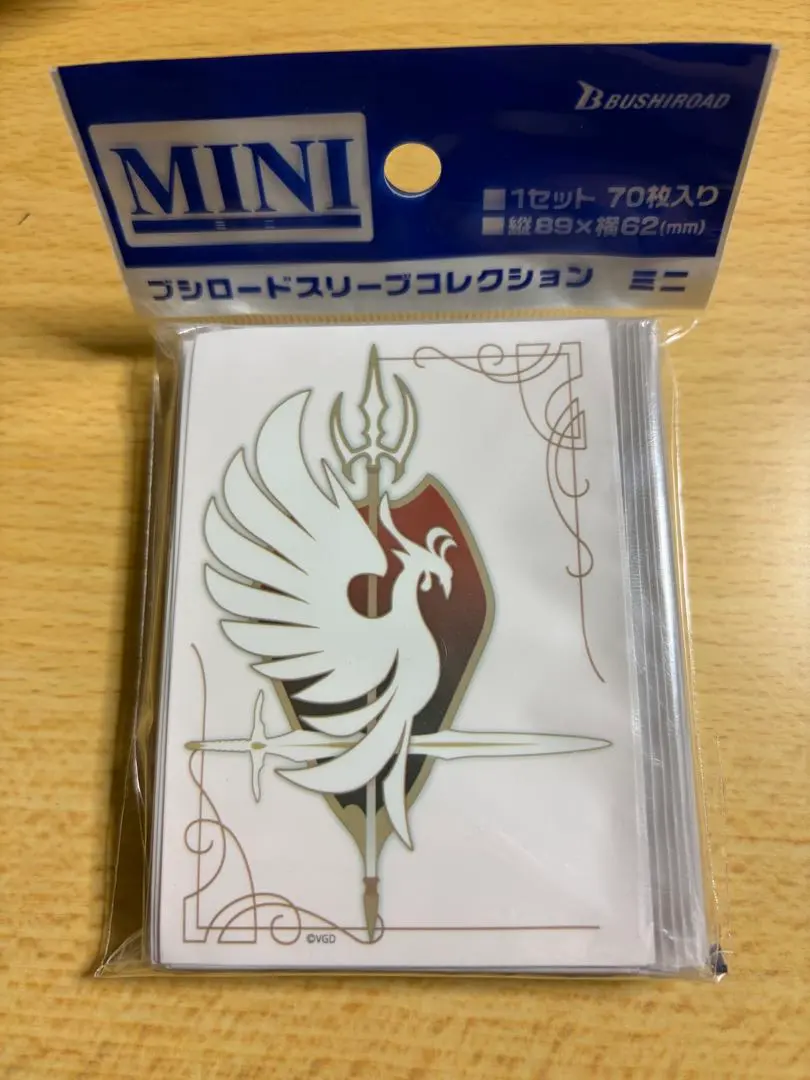 BUSHIROAD
MINI
ミニ
■1セット 70枚入り
■縦89×横62(mm)
ブシロードスリーブコレクション ミニ
©VGD